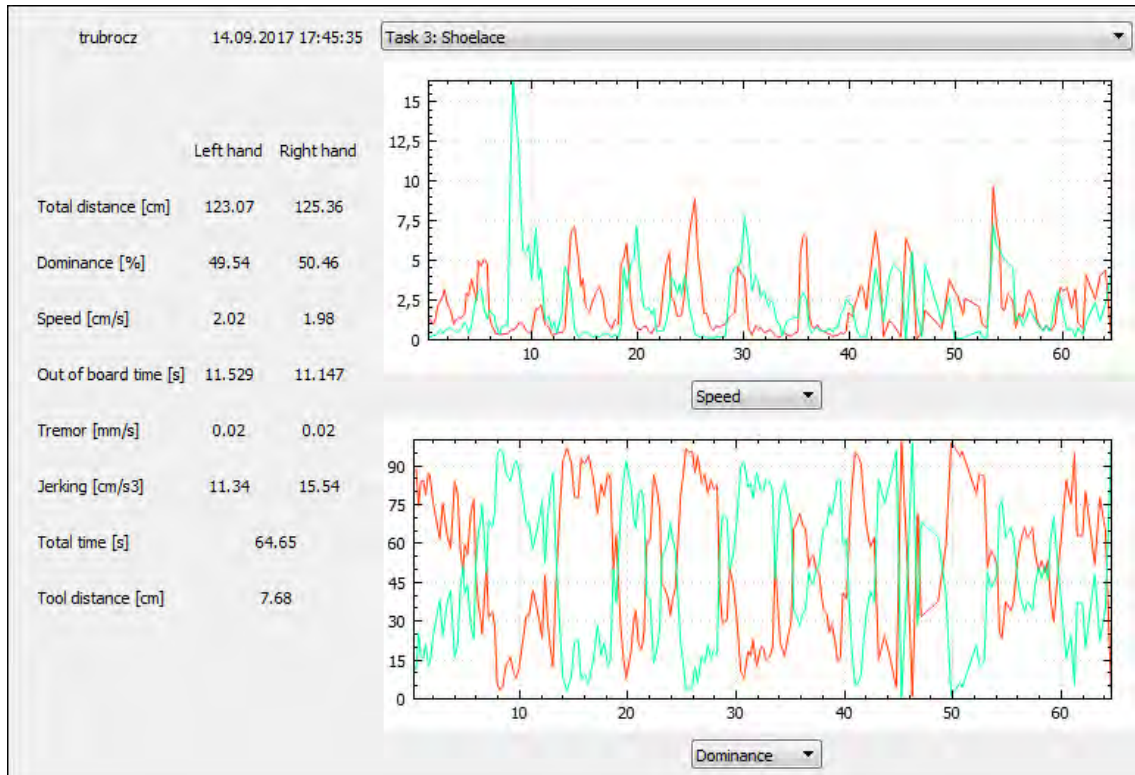 trubrocz 14.09.2017 17:45:35 Task 3: Shoelace
Left hand Right hand
Total distance [cm] 123.07 125.36
Dominance [%] 49.54 50.46
Speed [cm/s] 2.02 1.98
Out of board time [s] 11.529 11.147
Tremor [mm/s] 0.02 0.02
Jerking [cm/s3] 11.34 15.54
Total time [s] 64.65
Tool distance [cm] 7.68
15
12,5
10
7,5
5
2,5
0
10 20 30 40 50 60
Speed
90
75
60
45
30
15
0
10 20 30 40 50 60
Dominance